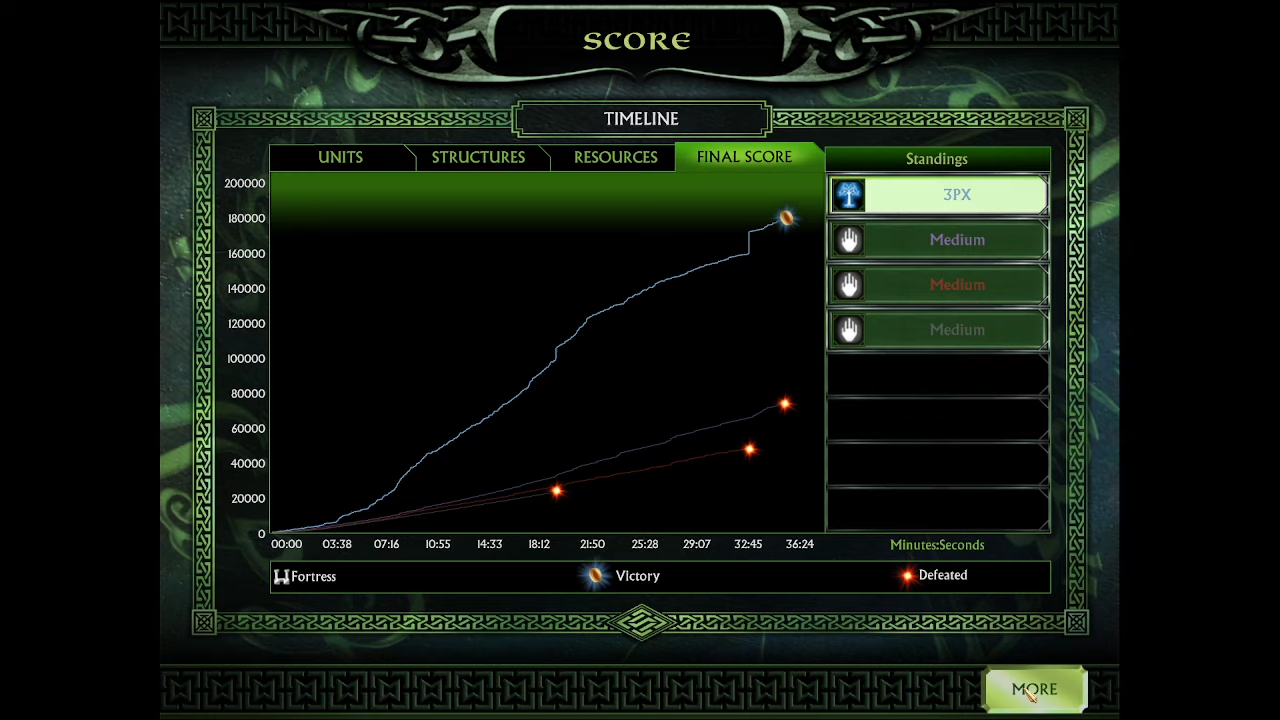 SCORE
TIMELINE
UNITS STRUCTURES RESOURCES FINAL SCORE Standings
200000
180000
160000
140000
120000
100000
80000
60000
40000
20000
0
3PX
Medium
Medium
Medium
00:00 03:38 07:16 10:55 14:33 18:12 21:50 25:28 29:07 32:45 36:24 Minutes:Seconds
Fortress Victory Defeated
MORE